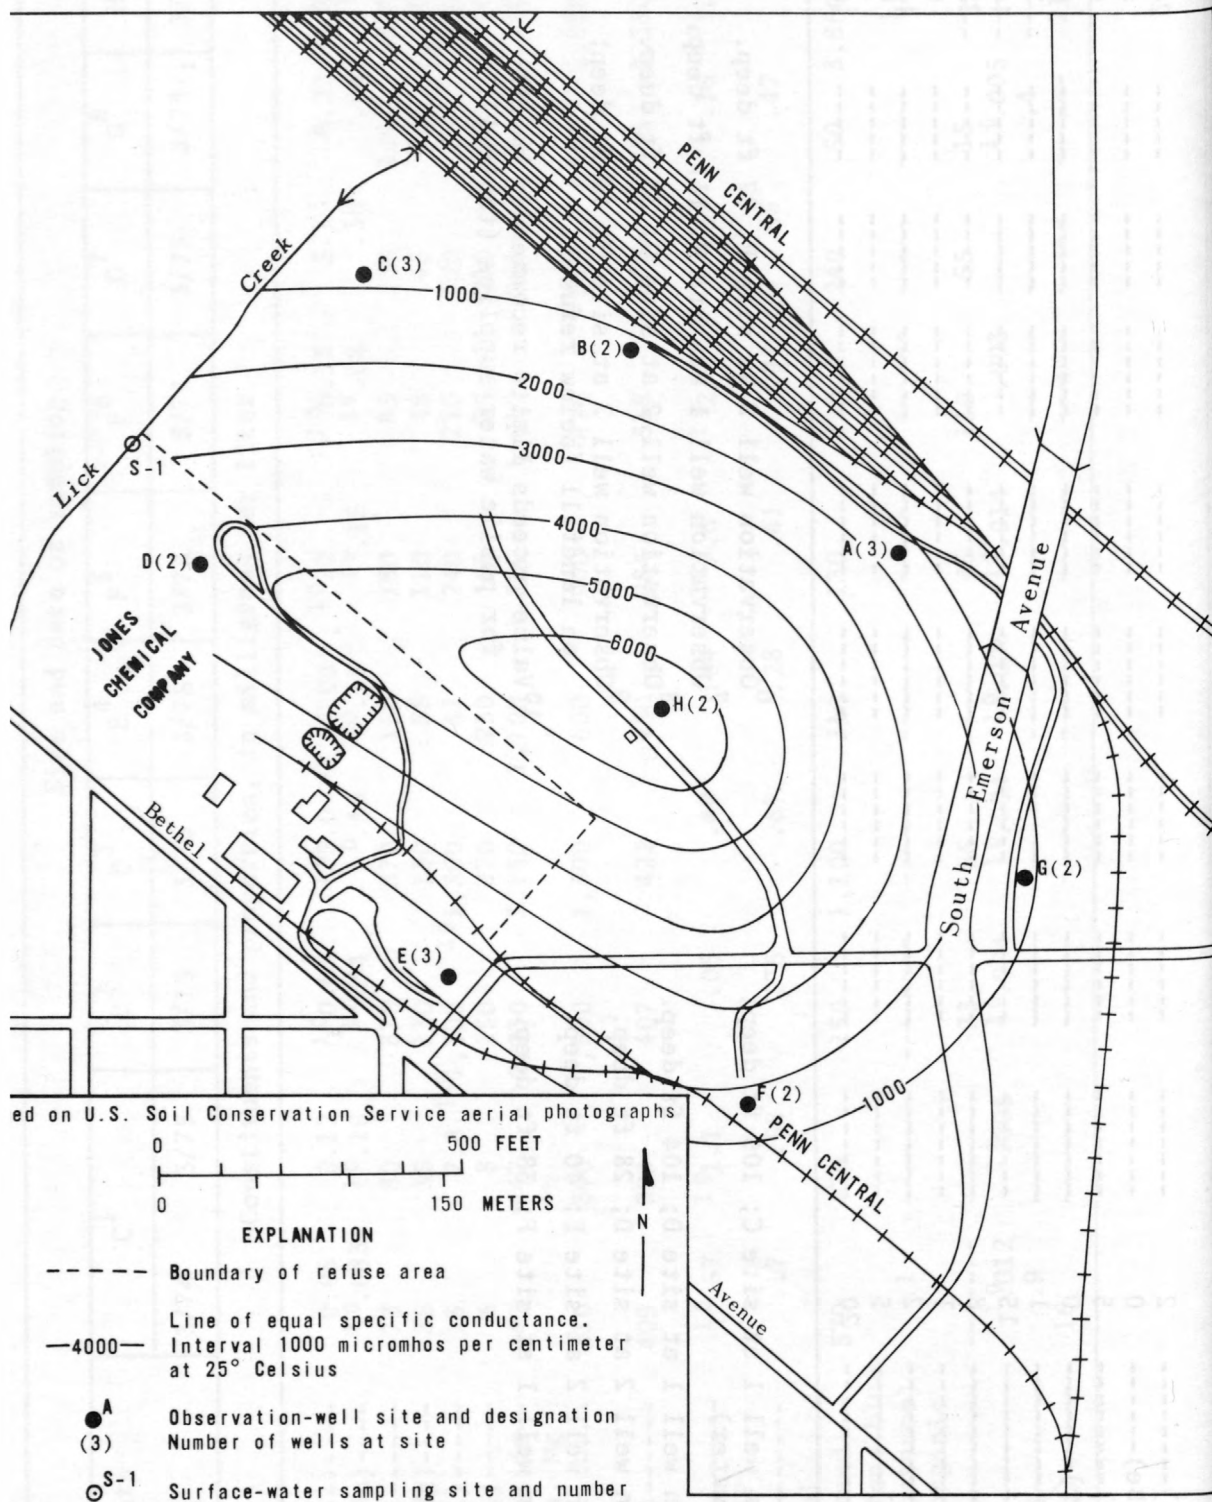 PENN CENTRAL
Creek
C(3)
1000
B(2)
2000
3000
S-1
Lick
4000
A(3)
D(2)
5000
Avenue
JONES
CHEMICAL
COMPANY
6000
H(2)
Emerson
Bethel
South
G(2)
E(3)
F(2)
1000
PENN CENTRAL
ed on U.S. Soil Conservation Service aerial photographs
0 500 FEET
0 150 METERS
N
EXPLANATION
Boundary of refuse area
Line of equal specific conductance.
4000 Interval 1000 micromhos per centimeter
at 25° Celsius
A
Observation-well site and designation
(3) Number of wells at site
S-1
Surface-water sampling site and number
Avenue